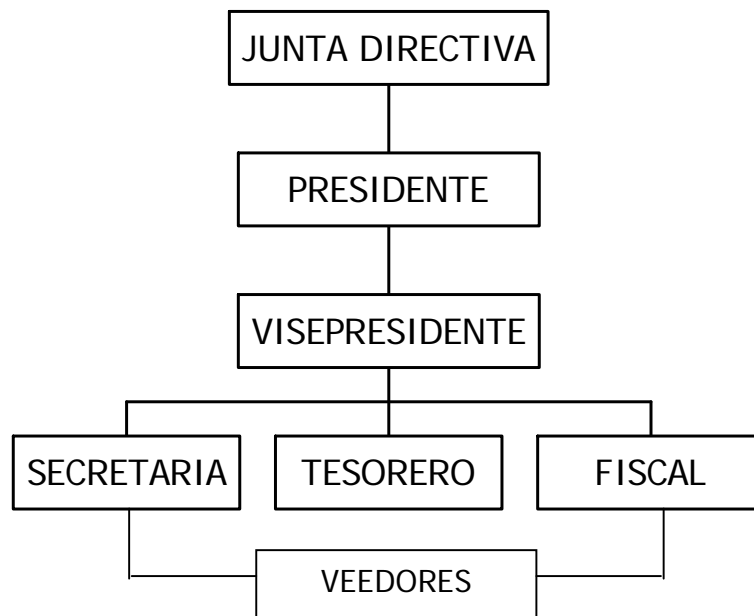 JUNTA DIRECTIVA
PRESIDENTE
VISEPRESIDENTE
SECRETARIA
TESORERO
FISCAL
VEEDORES